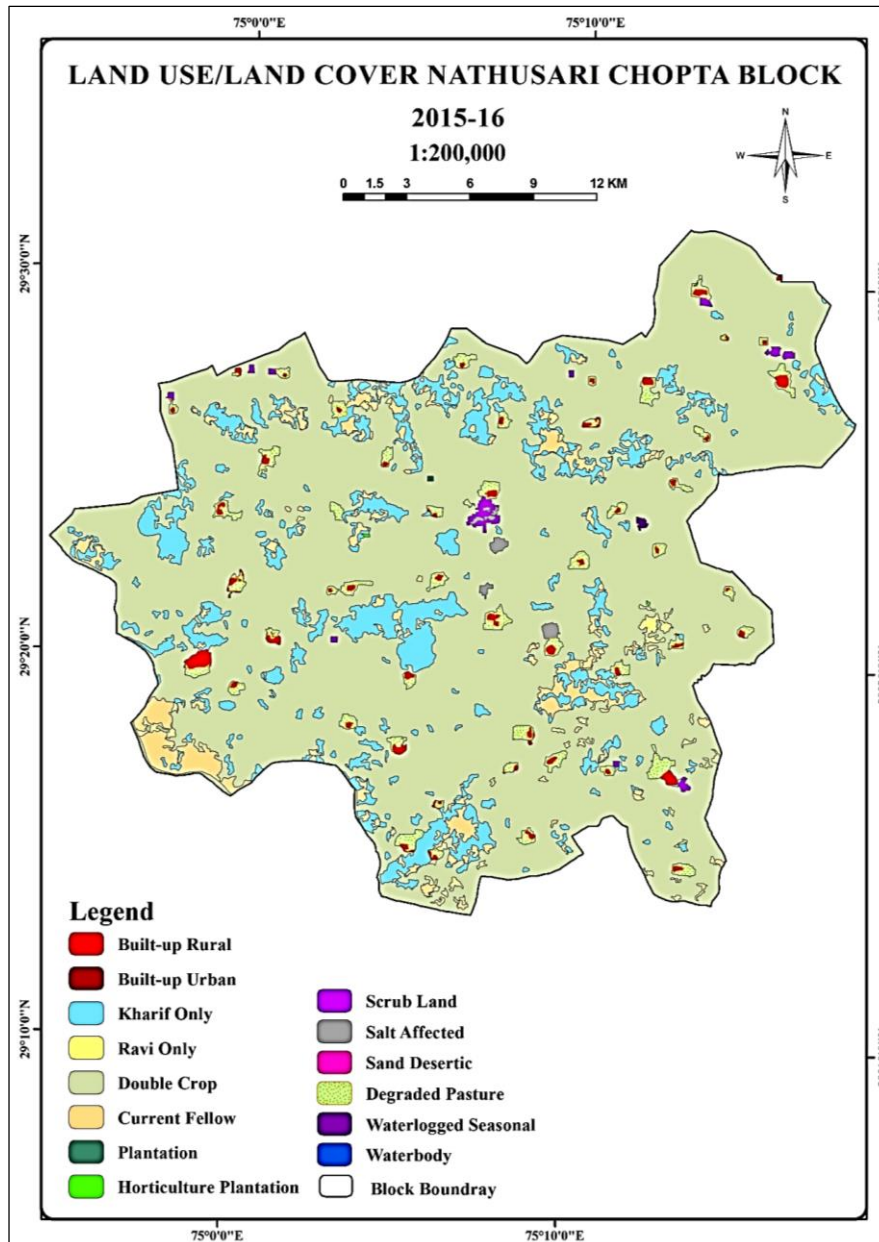 75°0'0"E 75°10'0"E
LAND USE/LAND COVER NATHUSARI CHOPTA BLOCK
2015-16
1:200,000
0 1.5 3 6 9 12 KM
N
W E
S
29°30'0"N
29°20'0"N
29°10'0"N
Legend
Built-up Rural
Built-up Urban
Kharif Only
Ravi Only
Double Crop
Current Fellow
Plantation
Horticulture Plantation
Scrub Land
Salt Affected
Sand Desertic
Degraded Pasture
Waterlogged Seasonal
Waterbody
Block Boundray
75°0'0"E 75°10'0"E